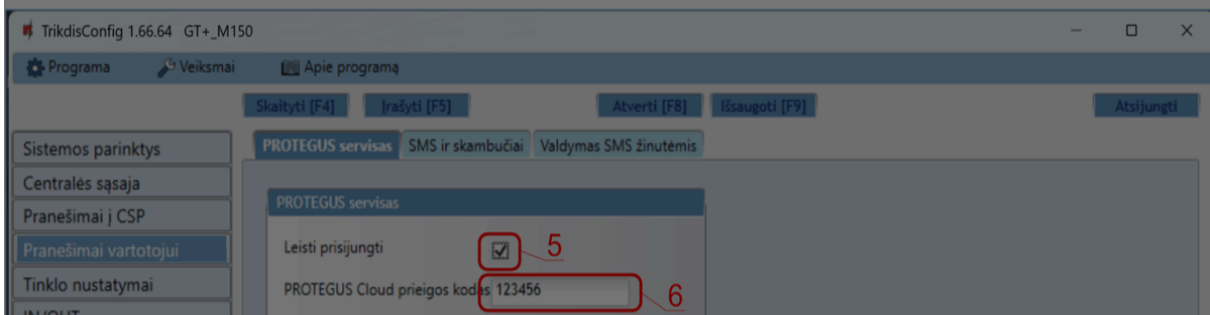 TrikdisConfig 1.66.64 GT+_M150
Programa Veiksmai Apie programą
Skaityti [F4] Įrašyti [F5] Atverti [F8] Išsaugoti [F9] Atsijungti
Sistemos parinktys
Centralės sąsaja
Pranešimai į CSP
Pranešimai vartotojui
Tinklo nustatymai
IN/OUT
PROTEGUS servisas SMS ir skambučiai Valdymas SMS žinutėmis
PROTEGUS servisas
Leisti prisijungti 5
PROTEGUS Cloud prieigos kodas 123456 6